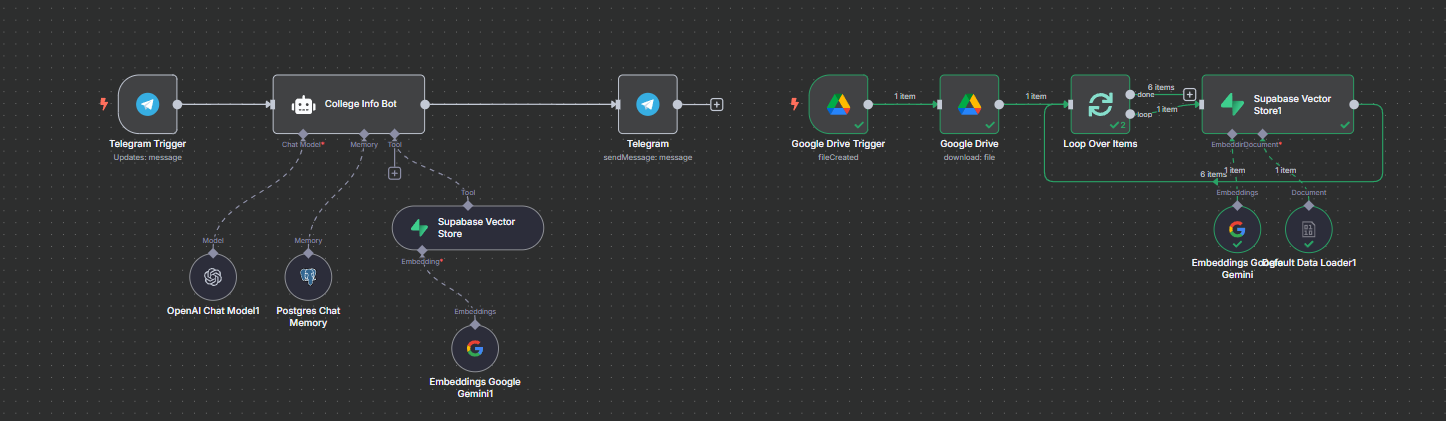 Telegram Trigger
Updates: message
College Info Bot
Chat Model*
Memory
Tool
Telegram
sendMessage: message
Model
OpenAI Chat Model1
Memory
Postgres Chat
Memory
Tool
Supabase Vector
Store
Embedding*
Embeddings
Embeddings Google
Gemini1
Google Drive Trigger
fileCreated
1 item
Google Drive
download: file
1 item
Loop Over Items
2
done
loop
6 items
1 item
Supabase Vector
Store1
Embeddin
Document*
6 items
1 item
1 item
Embeddings
Document
Embeddings Google
Gemini
Default Data Loader1